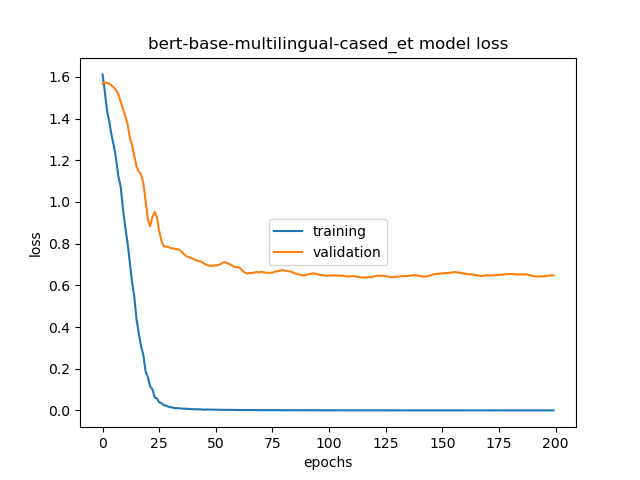 bert-base-multilingual-cased_et model loss
1.6
1.4
1.2
1.0
0.8
0.6
0.4
0.2
0.0
loss
training
validation
0 25 50 75 100 125 150 175 200
epochs